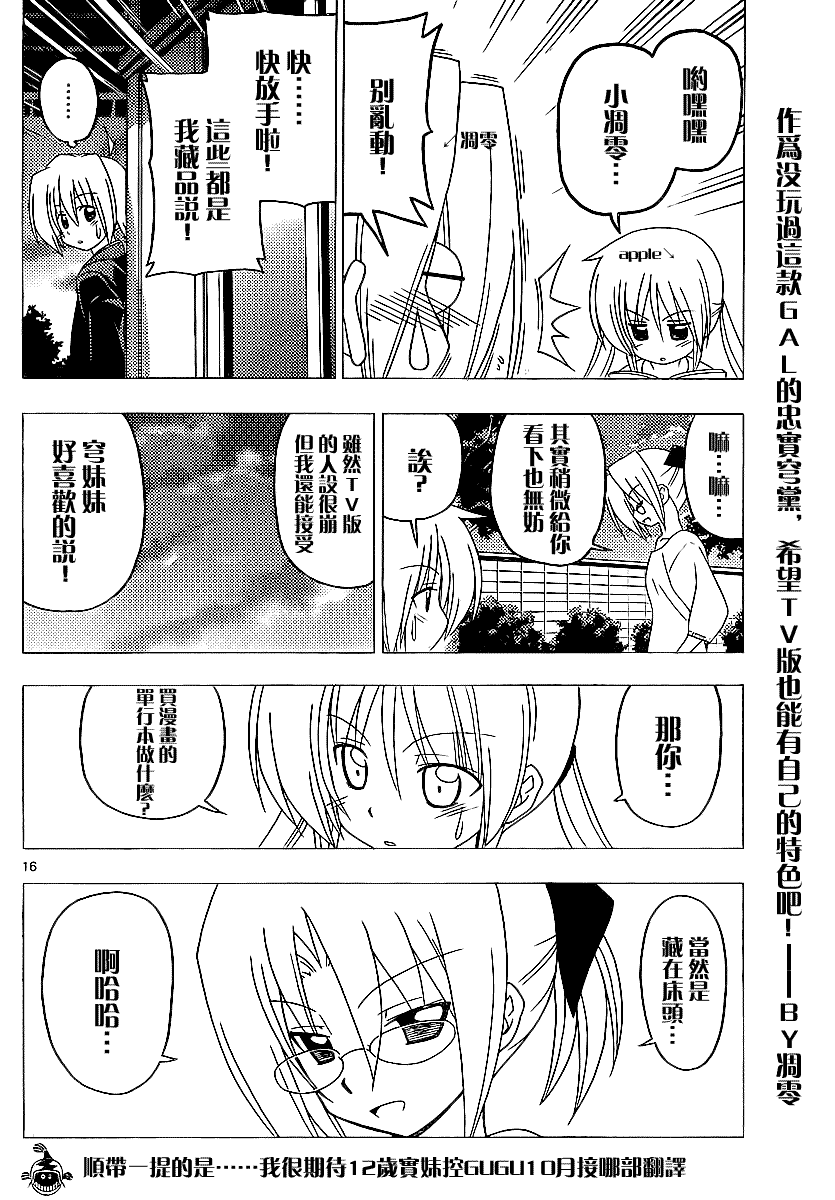 喲嘿嘿
小凋零…
apple↘
凋零
別亂動！
快……
快放手啦！
這些都是
我藏品說！
……
嘛…嘛…
其實稍微給你
看下也無妨
誒？
雖然TV版
的人設很崩
但我還能接受
穹妹妹
好喜歡的說！
那你…
買漫畫的
單行本做什麼？
16
當然是
藏在床頭…
啊哈哈…
作爲没玩過這款GAL的忠實穹黨，希望TV版也能有自己的特色吧！——BY凋零
順帶一提的是……我很期待12歲實妹控GUGU10月接哪部翻譯